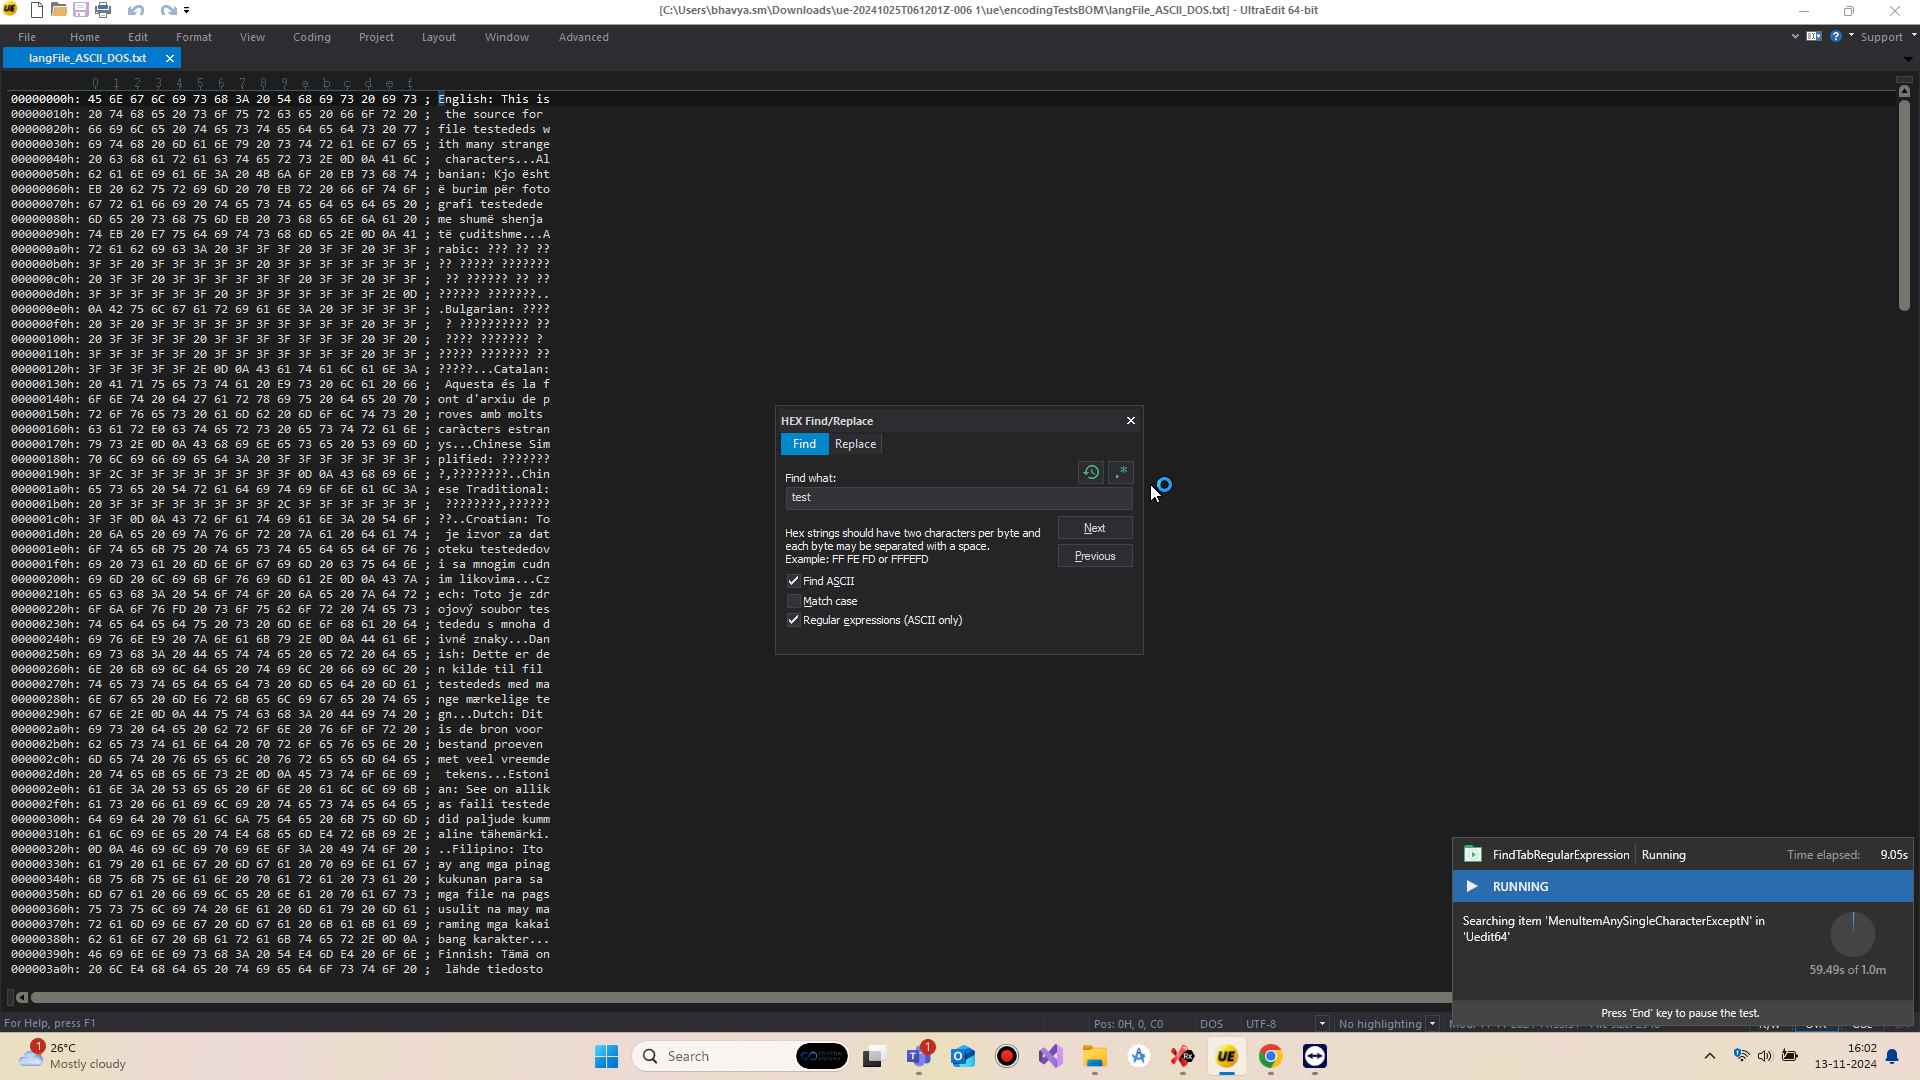 [C:\Users\bhavya.sm\Downloads\ue-20241025T061201Z-006 1\ue\encodingTestsBOM\langFile_ASCII_DOS.txt] - UltraEdit 64-bit
File Home Edit Format View Coding Project Layout Window Advanced Support
langFile_ASCII_DOS.txt
0 1 2 3 4 5 6 7 8 9 a b c d e f
00000000h: 45 6E 67 6C 69 73 68 3A 20 54 68 69 73 20 69 73 ; English: This is
00000010h: 20 74 68 65 20 73 6F 75 72 63 65 20 66 6F 72 20 ;  the source for
00000020h: 66 69 6C 65 20 74 65 73 74 65 64 65 64 73 20 77 ; file testededs w
00000030h: 69 74 68 20 6D 61 6E 79 20 73 74 72 61 6E 67 65 ; ith many strange
00000040h: 20 63 68 61 72 61 63 74 65 72 73 2E 0D 0A 41 6C ;  characters...Al
00000050h: 62 61 6E 69 61 6E 3A 20 4B 6A 6F 20 EB 73 68 74 ; banian: Kjo ësht
00000060h: EB 20 62 75 72 69 6D 20 70 EB 72 20 66 6F 74 6F ; ë burim për foto
00000070h: 67 72 61 66 69 20 74 65 73 74 65 64 65 64 65 20 ; grafi testedede
00000080h: 6D 65 20 73 68 75 6D EB 20 73 68 65 6E 6A 61 20 ; me shumë shenja
00000090h: 74 EB 20 E7 75 64 69 74 73 68 6D 65 2E 0D 0A 41 ; të çuditshme...A
000000a0h: 72 61 62 69 63 3A 20 3F 3F 3F 20 3F 3F 20 3F 3F ; rabic: ??? ?? ??
000000b0h: 3F 3F 20 3F 3F 3F 3F 3F 20 3F 3F 3F 3F 3F 3F 3F ; ?? ????? ???????
000000c0h: 20 3F 3F 20 3F 3F 3F 3F 3F 3F 20 3F 3F 20 3F 3F ;  ?? ?????? ?? ??
000000d0h: 3F 3F 3F 3F 3F 3F 20 3F 3F 3F 3F 3F 3F 3F 2E 0D ; ?????? ???????..
000000e0h: 0A 42 75 6C 67 61 72 69 61 6E 3A 20 3F 3F 3F 3F ; .Bulgarian: ????
000000f0h: 20 3F 20 3F 3F 3F 3F 3F 3F 3F 3F 3F 3F 20 3F 3F ;  ? ?????????? ??
00000100h: 20 3F 3F 3F 3F 20 3F 3F 3F 3F 3F 3F 3F 20 3F 20 ;  ???? ??????? ?
00000110h: 3F 3F 3F 3F 3F 20 3F 3F 3F 3F 3F 3F 3F 20 3F 3F ; ????? ??????? ??
00000120h: 3F 3F 3F 3F 3F 2E 0D 0A 43 61 74 61 6C 61 6E 3A ; ?????...Catalan:
00000130h: 20 41 71 75 65 73 74 61 20 E9 73 20 6C 61 20 66 ;  Aquesta és la f
00000140h: 6F 6E 74 20 64 27 61 72 78 69 75 20 64 65 20 70 ; ont d'arxiu de p
00000150h: 72 6F 76 65 73 20 61 6D 62 20 6D 6F 6C 74 73 20 ; roves amb molts
00000160h: 63 61 72 E0 63 74 65 72 73 20 65 73 74 72 61 6E ; caràcters estran
00000170h: 79 73 2E 0D 0A 43 68 69 6E 65 73 65 20 53 69 6D ; ys...Chinese Sim
00000180h: 70 6C 69 66 69 65 64 3A 20 3F 3F 3F 3F 3F 3F 3F ; plified: ???????
00000190h: 3F 2C 3F 3F 3F 3F 3F 3F 3F 3F 0D 0A 43 68 69 6E ; ?,????????..Chin
000001a0h: 65 73 65 20 54 72 61 64 69 74 69 6F 6E 61 6C 3A ; ese Traditional:
000001b0h: 20 3F 3F 3F 3F 3F 3F 3F 3F 2C 3F 3F 3F 3F 3F 3F ;  ????????,??????
000001c0h: 3F 3F 0D 0A 43 72 6F 61 74 69 61 6E 3A 20 54 6F ; ??..Croatian: To
000001d0h: 20 6A 65 20 69 7A 76 6F 72 20 7A 61 20 64 61 74 ;  je izvor za dat
000001e0h: 6F 74 65 6B 75 20 74 65 73 74 65 64 65 64 6F 76 ; oteku testededov
000001f0h: 69 20 73 61 20 6D 6E 6F 67 69 6D 20 63 75 64 6E ; i sa mnogim cudn
00000200h: 69 6D 20 6C 69 6B 6F 76 69 6D 61 2E 0D 0A 43 7A ; im likovima...Cz
00000210h: 65 63 68 3A 20 54 6F 74 6F 20 6A 65 20 7A 64 72 ; ech: Toto je zdr
00000220h: 6F 6A 6F 76 FD 20 73 6F 75 62 6F 72 20 74 65 73 ; ojový soubor tes
00000230h: 74 65 64 65 64 75 20 73 20 6D 6E 6F 68 61 20 64 ; tededu s mnoha d
00000240h: 69 76 6E E9 20 7A 6E 61 6B 79 2E 0D 0A 44 61 6E ; ivné znaky...Dan
00000250h: 69 73 68 3A 20 44 65 74 74 65 20 65 72 20 64 65 ; ish: Dette er de
00000260h: 6E 20 6B 69 6C 64 65 20 74 69 6C 20 66 69 6C 20 ; n kilde til fil
00000270h: 74 65 73 74 65 64 65 64 73 20 6D 65 64 20 6D 61 ; testededs med ma
00000280h: 6E 67 65 20 6D E6 72 6B 65 6C 69 67 65 20 74 65 ; nge mærkelige te
00000290h: 67 6E 2E 0D 0A 44 75 74 63 68 3A 20 44 69 74 20 ; gn...Dutch: Dit
000002a0h: 69 73 20 64 65 20 62 72 6F 6E 20 76 6F 6F 72 20 ; is de bron voor
000002b0h: 62 65 73 74 61 6E 64 20 70 72 6F 65 76 65 6E 20 ; bestand proeven
000002c0h: 6D 65 74 20 76 65 65 6C 20 76 72 65 65 6D 64 65 ; met veel vreemde
000002d0h: 20 74 65 6B 65 6E 73 2E 0D 0A 45 73 74 6F 6E 69 ;  tekens...Estoni
000002e0h: 61 6E 3A 20 53 65 65 20 6F 6E 20 61 6C 6C 69 6B ; an: See on allik
000002f0h: 61 73 20 66 61 69 6C 69 20 74 65 73 74 65 64 65 ; as faili testede
00000300h: 64 69 64 20 70 61 6C 6A 75 64 65 20 6B 75 6D 6D ; did paljude kumm
00000310h: 61 6C 69 6E 65 20 74 E4 68 65 6D E4 72 6B 69 2E ; aline tähemärki.
00000320h: 0D 0A 46 69 6C 69 70 69 6E 6F 3A 20 49 74 6F 20 ; ..Filipino: Ito
00000330h: 61 79 20 61 6E 67 20 6D 67 61 20 70 69 6E 61 67 ; ay ang mga pinag
00000340h: 6B 75 6B 75 6E 61 6E 20 70 61 72 61 20 73 61 20 ; kukunan para sa
00000350h: 6D 67 61 20 66 69 6C 65 20 6E 61 20 70 61 67 73 ; mga file na pags
00000360h: 75 73 75 6C 69 74 20 6E 61 20 6D 61 79 20 6D 61 ; usulit na may ma
00000370h: 72 61 6D 69 6E 67 20 6D 67 61 20 6B 61 6B 61 69 ; raming mga kakai
00000380h: 62 61 6E 67 20 6B 61 72 61 6B 74 65 72 2E 0D 0A ; bang karakter...
00000390h: 46 69 6E 6E 69 73 68 3A 20 54 E4 6D E4 20 6F 6E ; Finnish: Tämä on
000003a0h: 20 6C E4 68 64 65 20 74 69 65 64 6F 73 74 6F 20 ;  lähde tiedosto
HEX Find/Replace
Find Replace
Find what:
.*
test
Hex strings should have two characters per byte and
each byte may be separated with a space.
Example: FF FE FD or FFFEFD
Next
Previous
Find ASCII
Match case
Regular expressions (ASCII only)
FindTabRegularExpression Running Time elapsed: 9.05s
RUNNING
Searching item 'MenuItemAnySingleCharacterExceptN' in
'Uedit64'
59.49s of 1.0m
Press 'End' key to pause the test.
For Help, press F1
Pos: 0H, 0, C0 DOS UTF-8 No highlighting
1
26°C
Mostly cloudy
Search
1
UE
16:02
13-11-2024